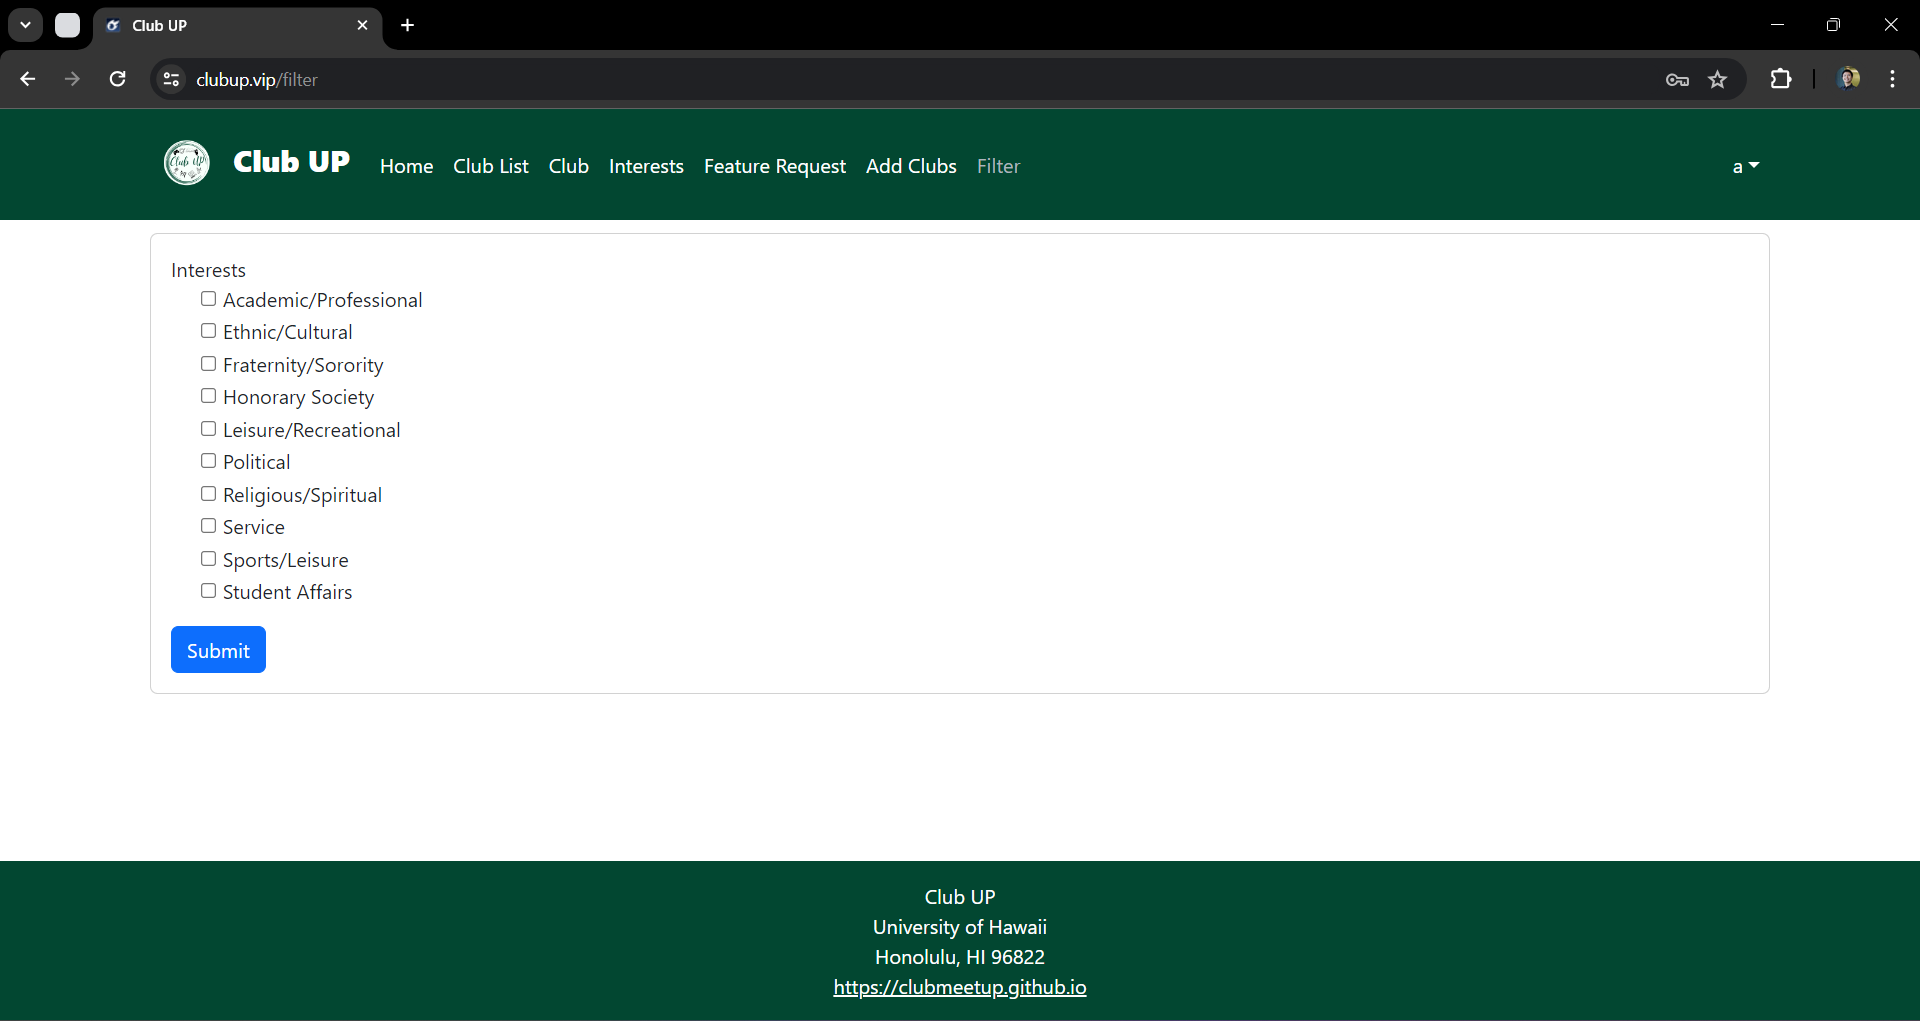 Club UP
clubup.vip/filter
Club UP
Club UP
Home
Club List
Club
Interests
Feature Request
Add Clubs
Filter
a
Interests
Academic/Professional
Ethnic/Cultural
Fraternity/Sorority
Honorary Society
Leisure/Recreational
Political
Religious/Spiritual
Service
Sports/Leisure
Student Affairs
Submit
Club UP
University of Hawaii
Honolulu, HI 96822
https://clubmeetup.github.io